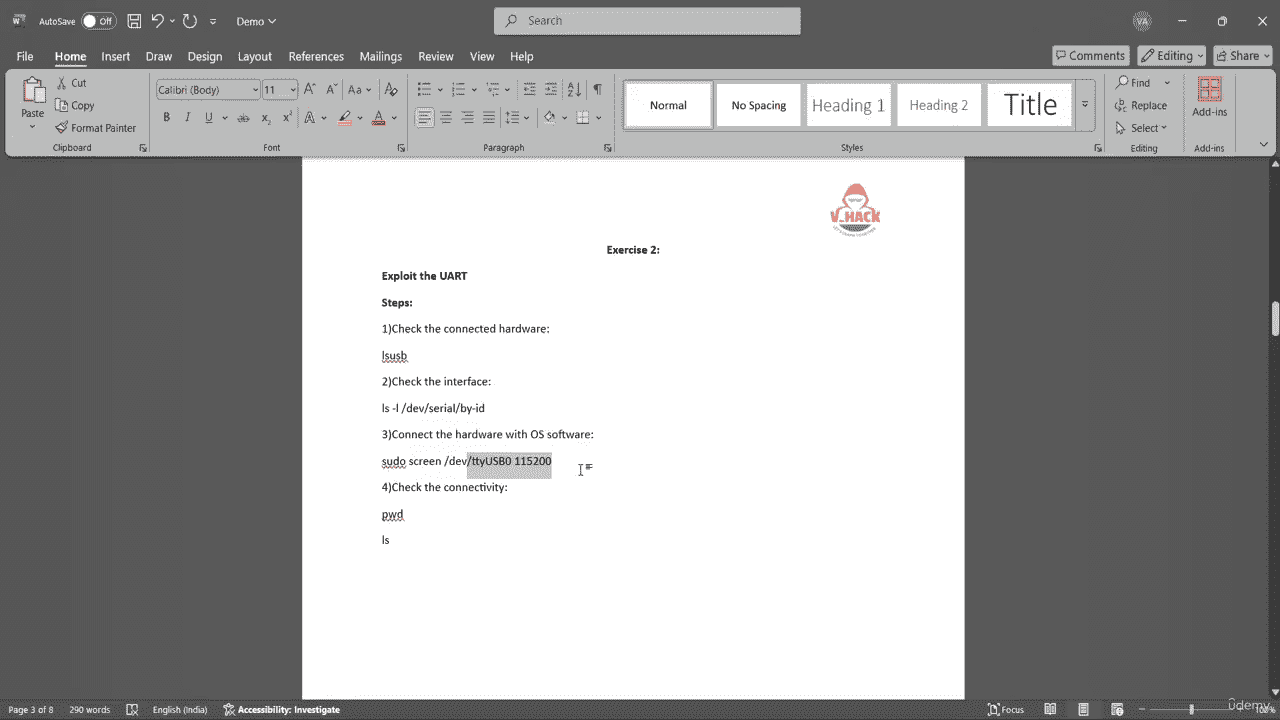 AutoSave Off Demo Search
File Home Insert Draw Design Layout References Mailings Review View Help Comments Editing Share
Paste Cut Copy Format Painter Clipboard
Calibri (Body) 11 Font
Paragraph
Normal No Spacing Heading 1 Heading 2 Title Styles
Find Replace Select Editing
Add-ins Add-ins
V_HACK
Exercise 2:
Exploit the UART
Steps:
1)Check the connected hardware:
lsusb
2)Check the interface:
ls -l /dev/serial/by-id
3)Connect the hardware with OS software:
sudo screen /dev/ttyUSB0 115200
4)Check the connectivity:
pwd
ls
Page 3 of 8 290 words English (India) Accessibility: Investigate Focus